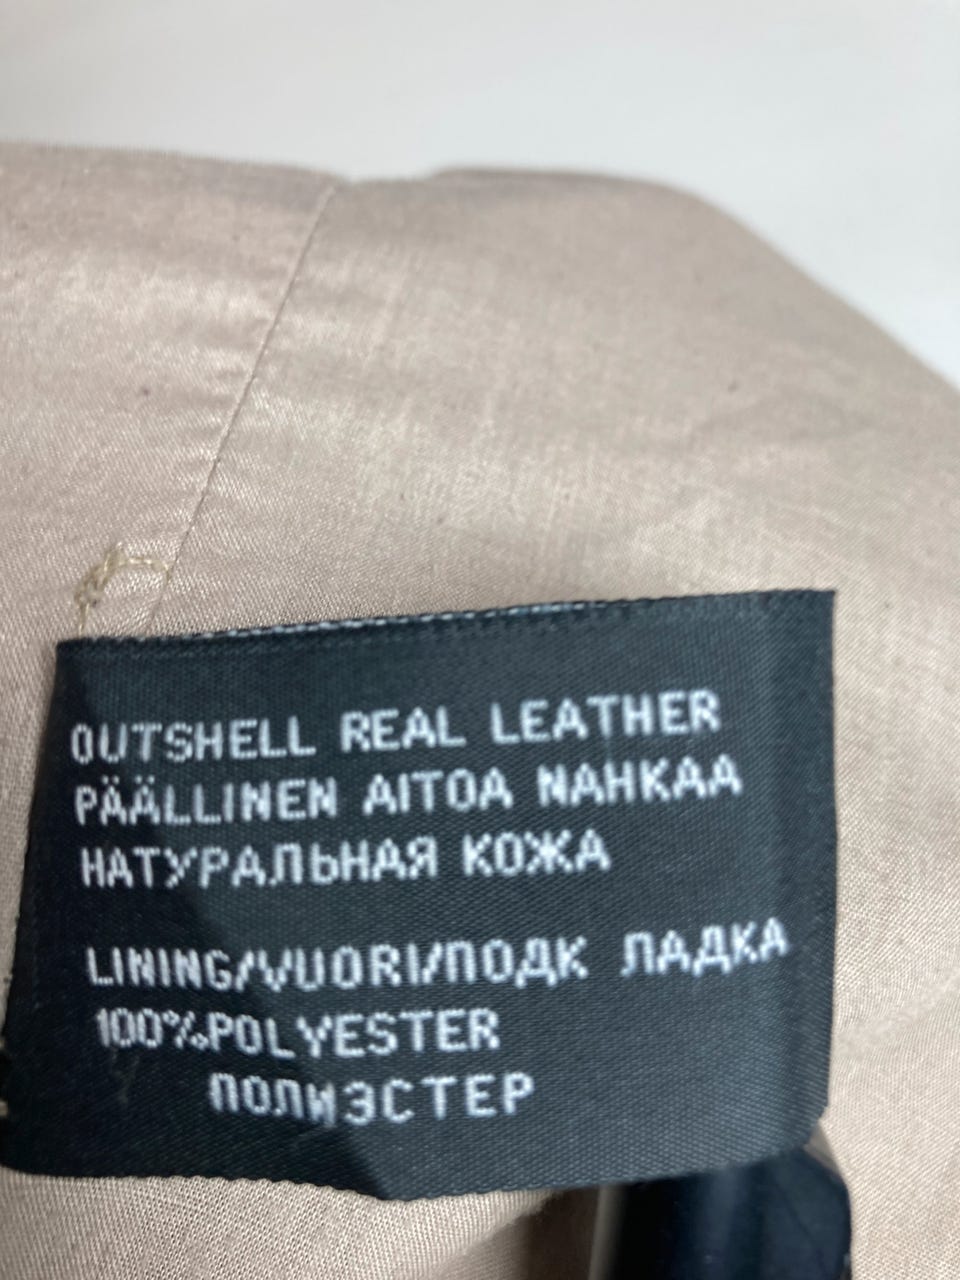 OUTSHELL REAL LEATHER
PÄÄLLINEN AITOA NAHKAA
НАТУРАЛЬНАЯ КОЖА
LINING/VUORI/ПОДК ЛАДКА
100%POLYESTER
ПОЛИЭСТЕР